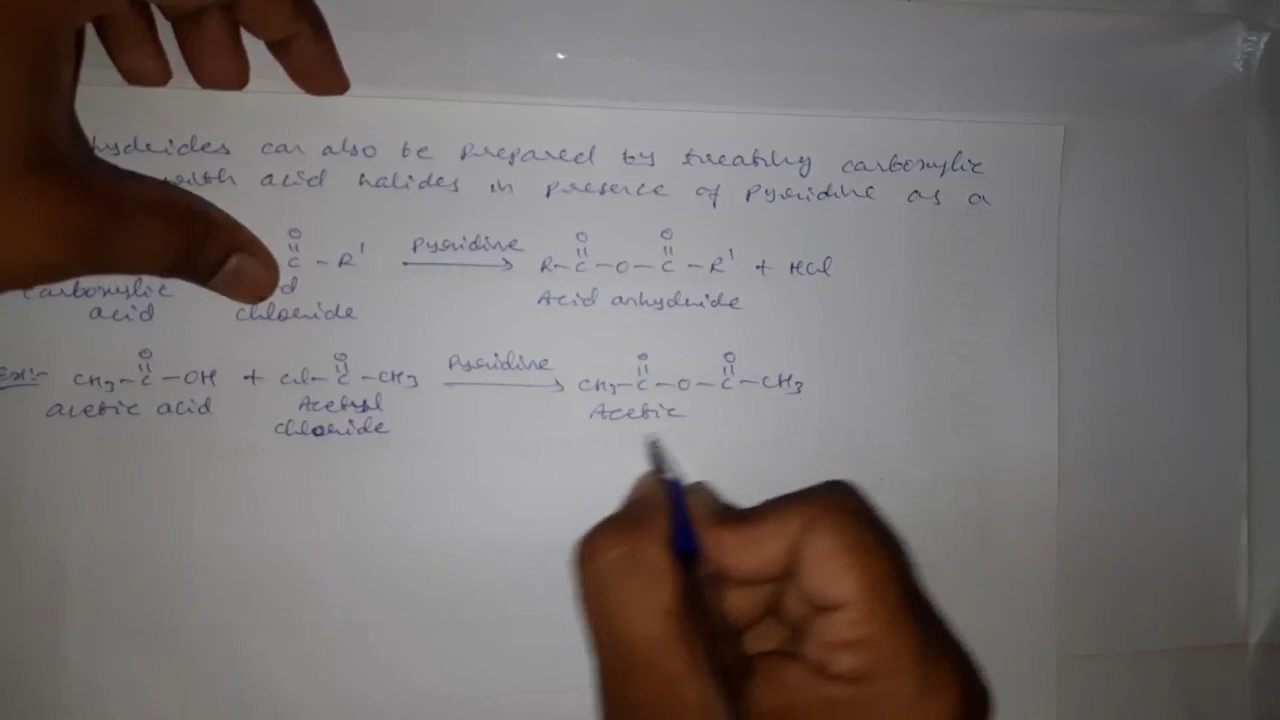 hydrides can also be prepared by treating carboxylic
with acid halides in presence of pyridine as a
O
||
C – R' pyridine → R–C(=O)–O–C(=O)–R' + HCl
carboxylic acid chloride Acid anhydride
Ex:- CH3–C(=O)–OH + Cl–C(=O)–CH3 pyridine → CH3–C(=O)–O–C(=O)–CH3
acetic acid Acetyl chloride Acetic